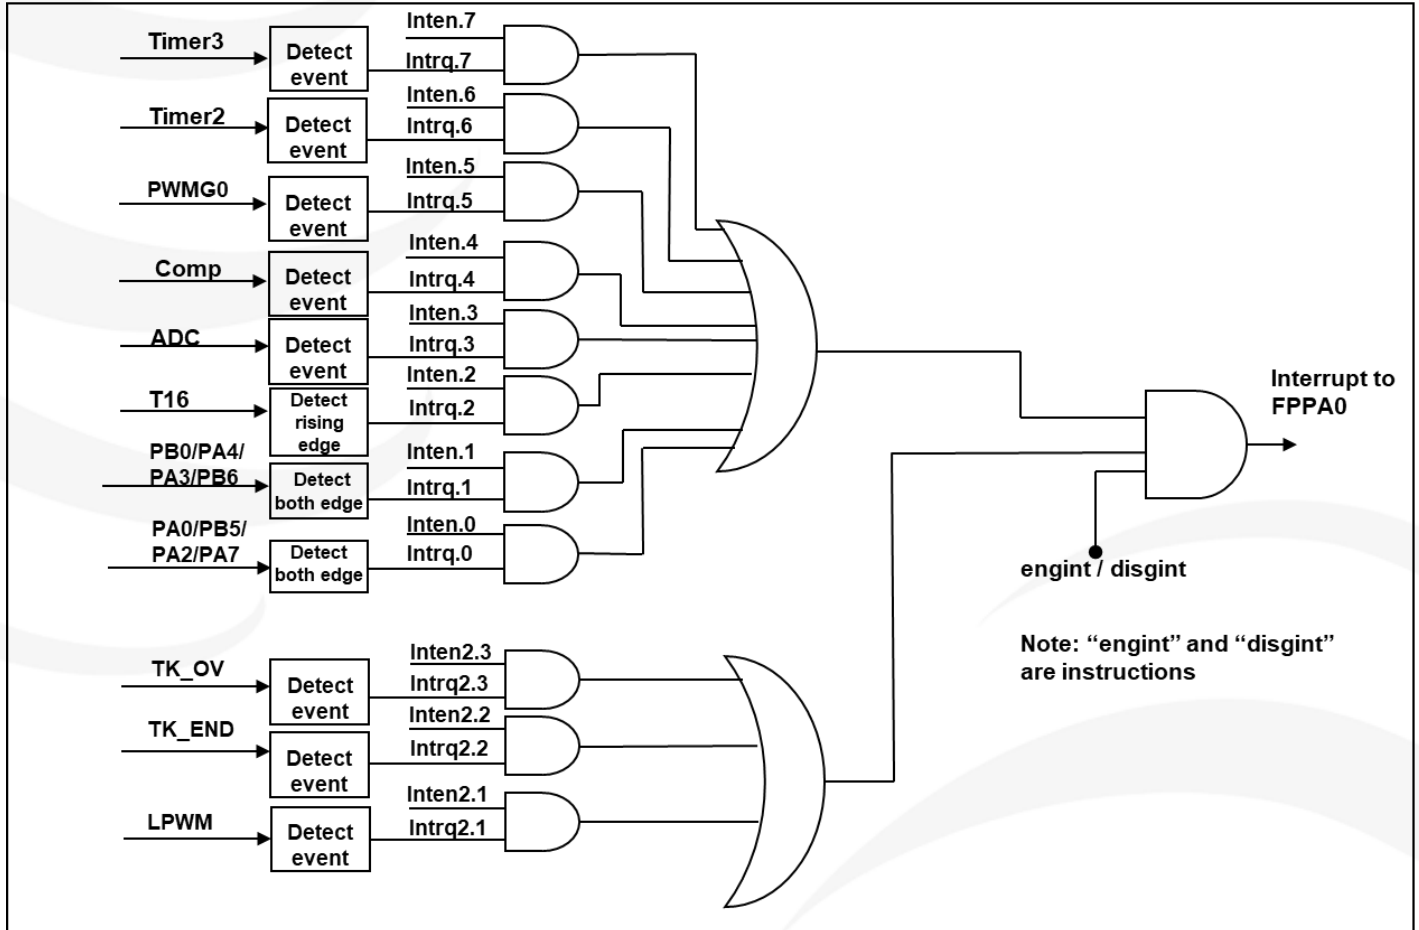 Timer3
Detect
event
Inten.7
Intrq.7
Timer2
Detect
event
Inten.6
Intrq.6
PWMG0
Detect
event
Inten.5
Intrq.5
Comp
Detect
event
Inten.4
Intrq.4
ADC
Detect
event
Inten.3
Intrq.3
T16
Detect
rising
edge
Inten.2
Intrq.2
PB0/PA4/
PA3/PB6
Detect
both edge
Inten.1
Intrq.1
PA0/PB5/
PA2/PA7
Detect
both edge
Inten.0
Intrq.0
Interrupt to
FPPA0
engint / disgint
Note: “engint” and “disgint”
are instructions
TK_OV
Detect
event
Inten2.3
Intrq2.3
TK_END
Detect
event
Inten2.2
Intrq2.2
LPWM
Detect
event
Inten2.1
Intrq2.1